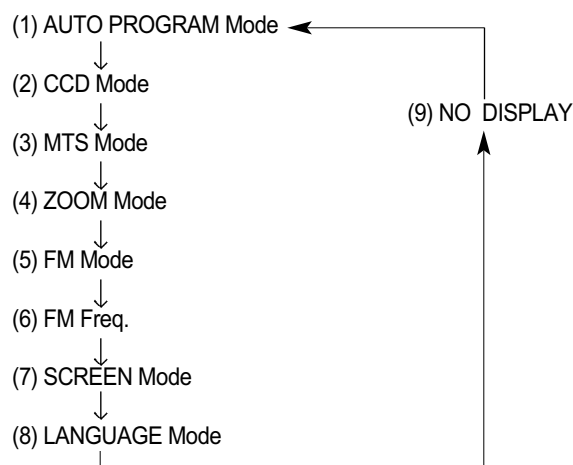 (1) AUTO PROGRAM Mode
(2) CCD Mode
(9) NO DISPLAY
(3) MTS Mode
(4) ZOOM Mode
(5) FM Mode
(6) FM Freq.
(7) SCREEN Mode
(8) LANGUAGE Mode